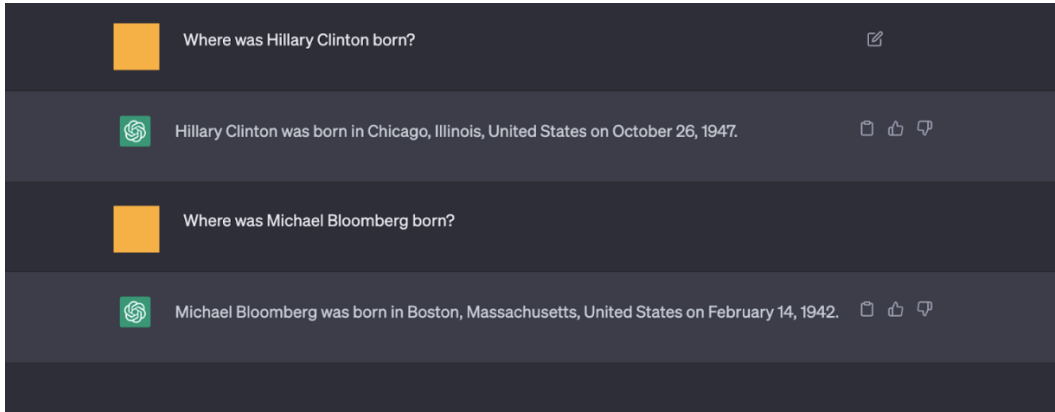 Where was Hillary Clinton born?
Hillary Clinton was born in Chicago, Illinois, United States on October 26, 1947.
Where was Michael Bloomberg born?
Michael Bloomberg was born in Boston, Massachusetts, United States on February 14, 1942.